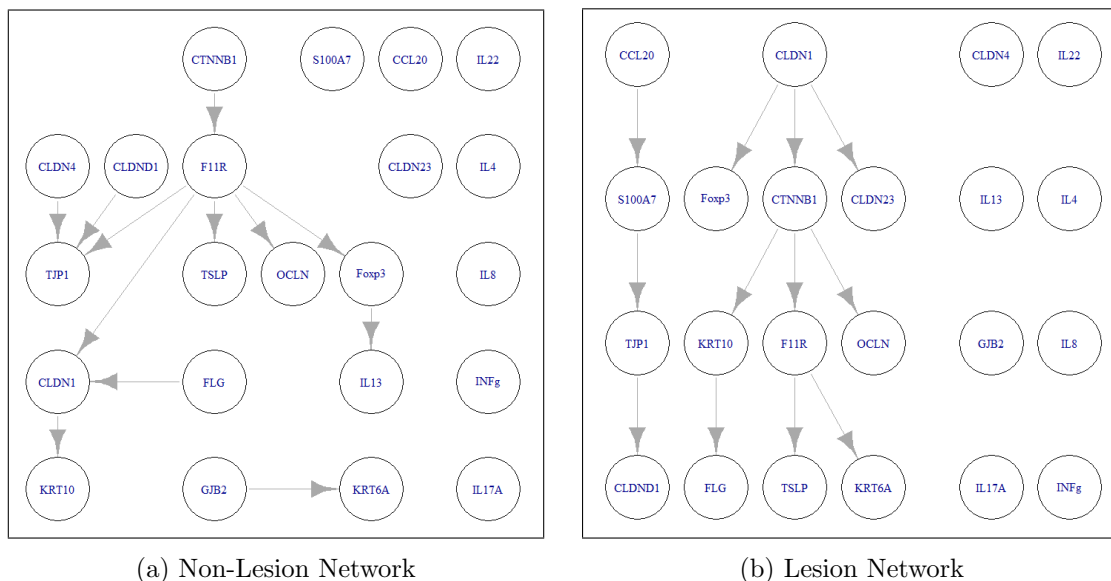 CTNNB1 S100A7 CCL20 IL22
CLDN4 CLDND1 F11R CLDN23 IL4
TJP1 TSLP OCLN Foxp3 IL8
CLDN1 FLG IL13 INFg
KRT10 GJB2 KRT6A IL17A
(a) Non-Lesion Network
CCL20 CLDN1 CLDN4 IL22
S100A7 Foxp3 CTNNB1 CLDN23 IL13 IL4
TJP1 KRT10 F11R OCLN GJB2 IL8
CLDND1 FLG TSLP KRT6A IL17A INFg
(b) Lesion Network